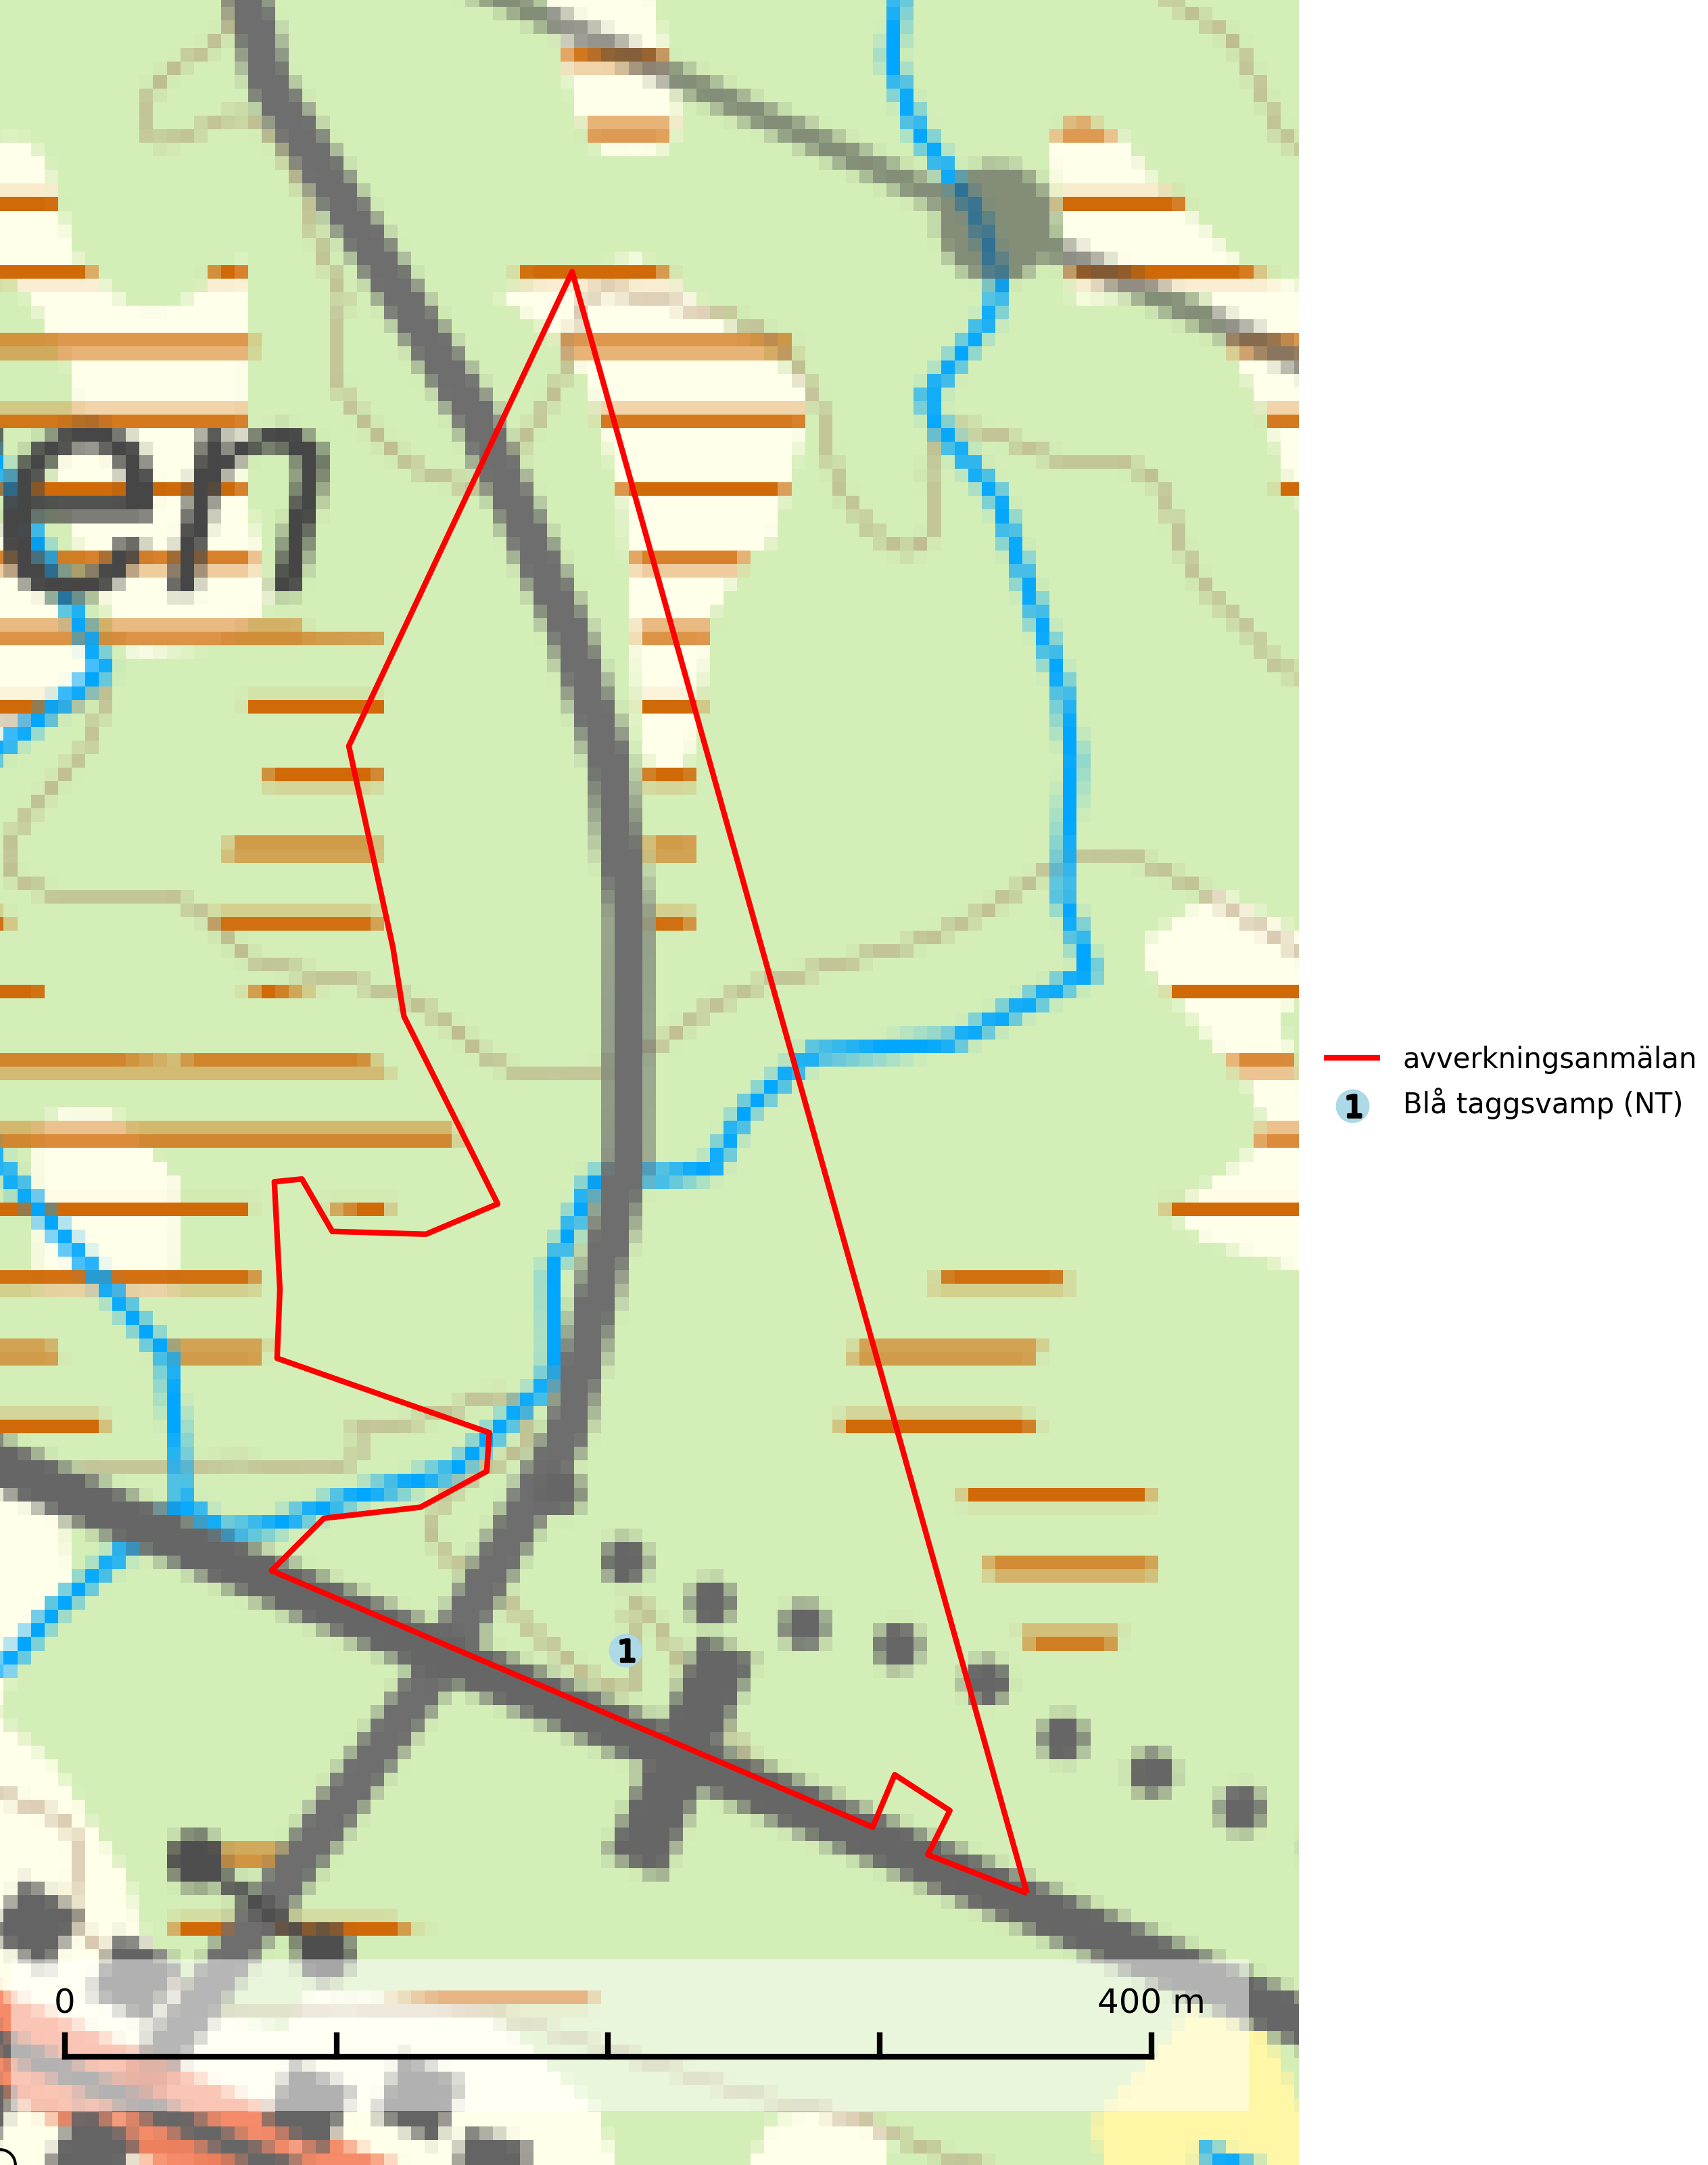 en
avverkningsanmälan
1 Blå taggsvamp (NT)
1
0 400 m